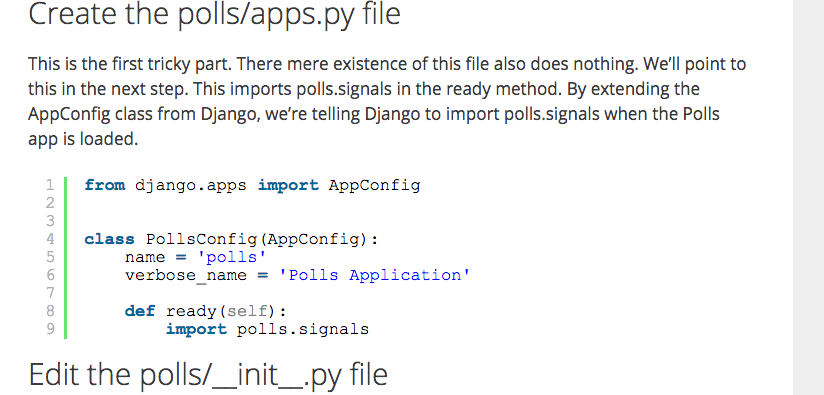 Create the polls/apps.py file
This is the first tricky part. There mere existence of this file also does nothing. We'll point to
this in the next step. This imports polls.signals in the ready method. By extending the
AppConfig class from Django, we're telling Django to import polls.signals when the Polls
app is loaded.
1 from django.apps import AppConfig
2
3
4 class PollsConfig(AppConfig):
5     name = 'polls'
6     verbose_name = 'Polls Application'
7
8     def ready(self):
9         import polls.signals
Edit the polls/__init__.py file